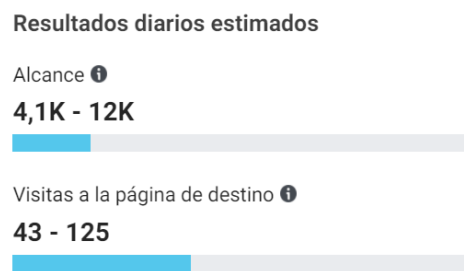 Resultados diarios estimados
Alcance
4,1K - 12K
Visitas a la página de destino
43 - 125